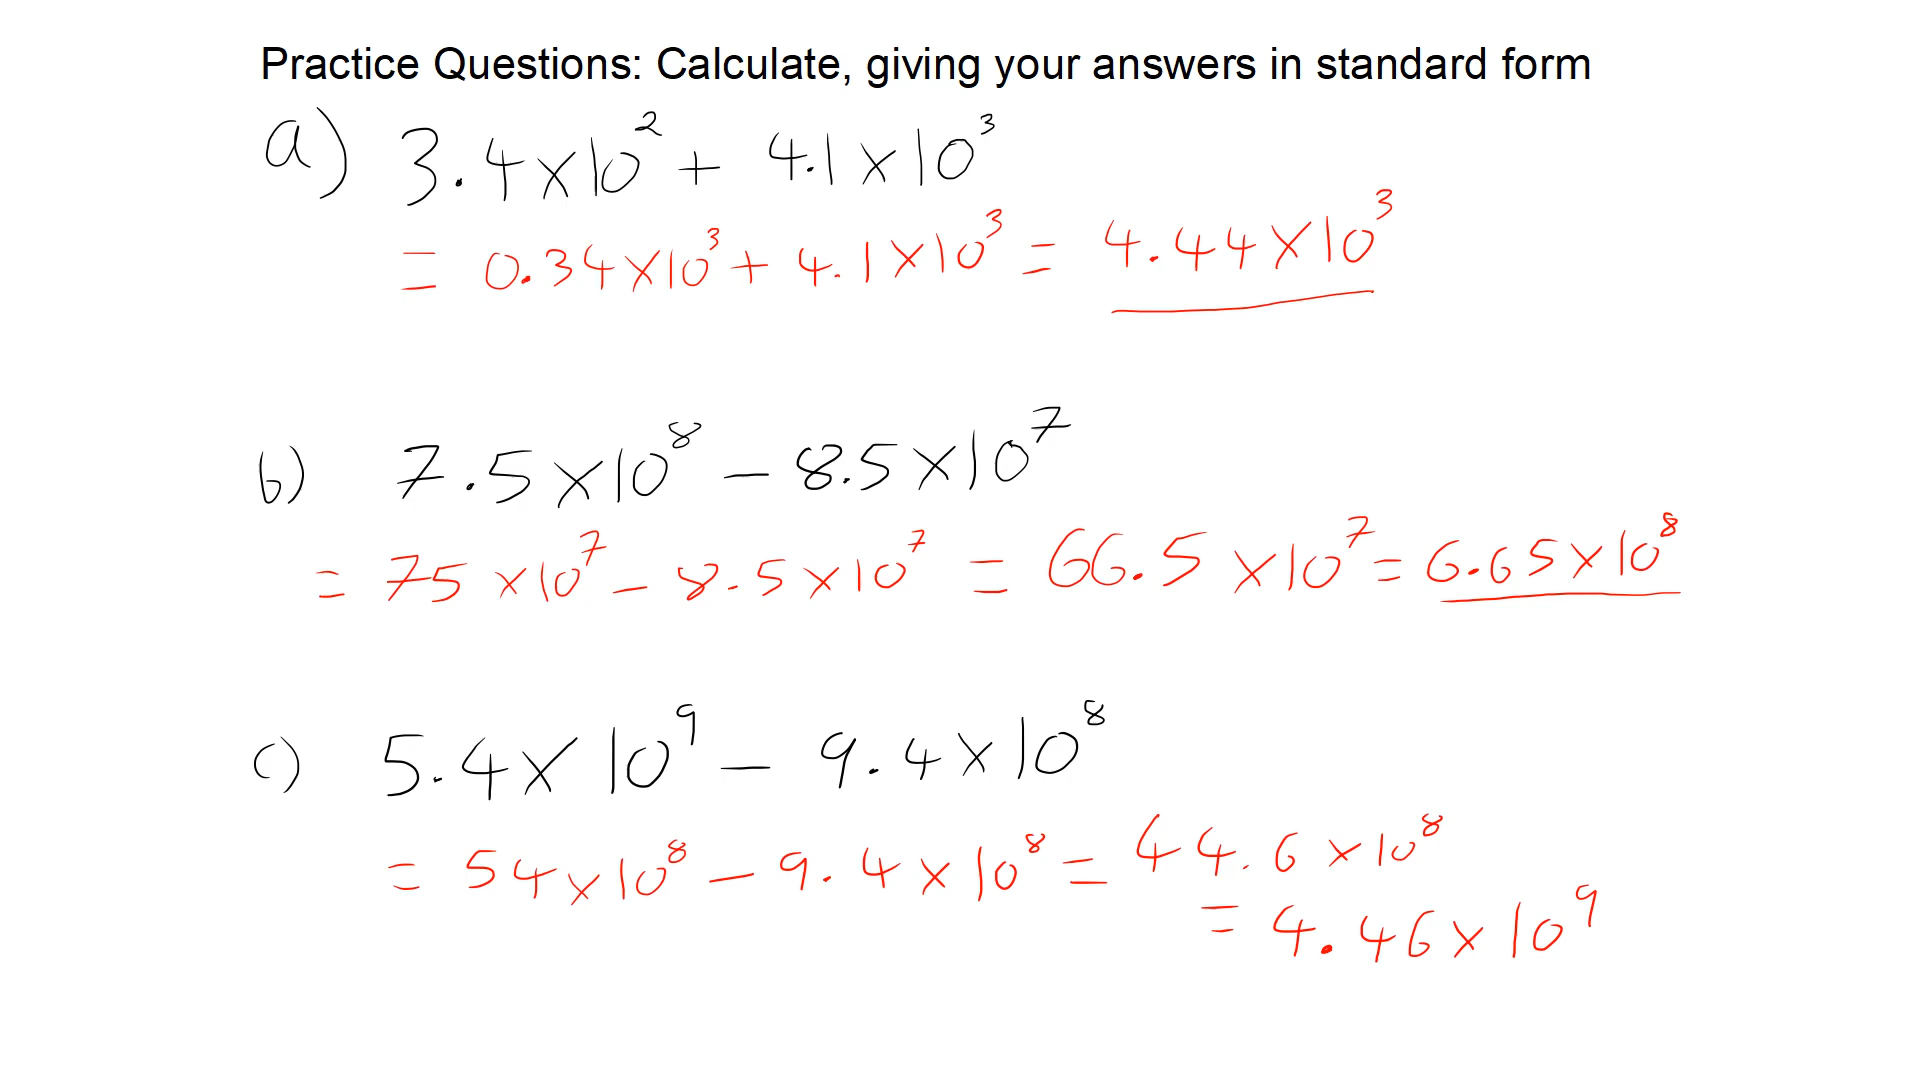 Practice Questions: Calculate, giving your answers in standard form
a) 3.4×10² + 4.1×10³
= 0.34×10³ + 4.1×10³ = 4.44×10³
b) 7.5×10⁸ − 8.5×10⁷
= 75×10⁷ − 8.5×10⁷ = 66.5×10⁷ = 6.65×10⁸
c) 5.4×10⁹ − 9.4×10⁸
= 54×10⁸ − 9.4×10⁸ = 44.6×10⁸
= 4.46×10⁹